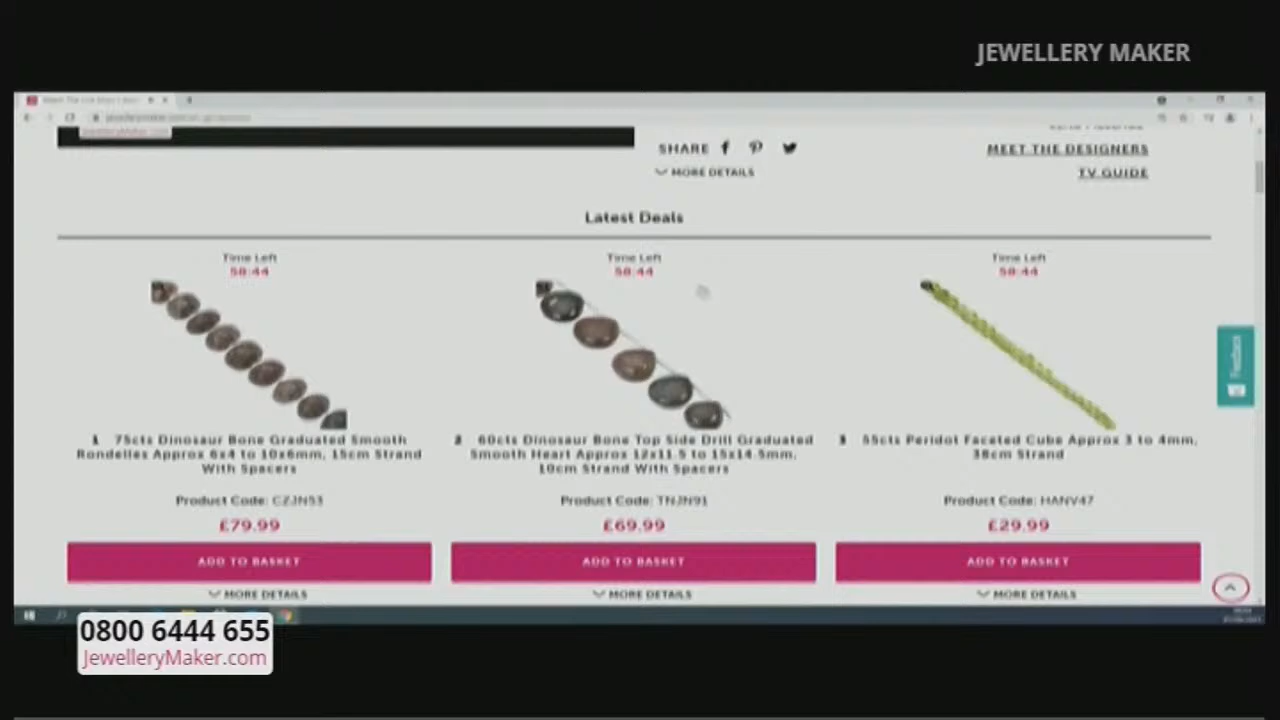 JEWELLERY MAKER
SHARE
MORE DETAILS
MEET THE DESIGNERS
TV GUIDE
Latest Deals
Time Left
58:44
1 75cts Dinosaur Bone Graduated Smooth
Rondelles Approx 6x4 to 10x6mm, 15cm Strand
With Spacers
Product Code: CZJN53
£79.99
ADD TO BASKET
MORE DETAILS
Time Left
58:44
2 60cts Dinosaur Bone Top Side Drill Graduated
Smooth Heart Approx 12x11.5 to 15x14.5mm,
10cm Strand With Spacers
Product Code: TNJN91
£69.99
ADD TO BASKET
MORE DETAILS
Time Left
58:44
3 55cts Peridot Faceted Cube Approx 3 to 4mm,
38cm Strand
Product Code: HANV47
£29.99
ADD TO BASKET
MORE DETAILS
Feedback
0800 6444 655
JewelleryMaker.com